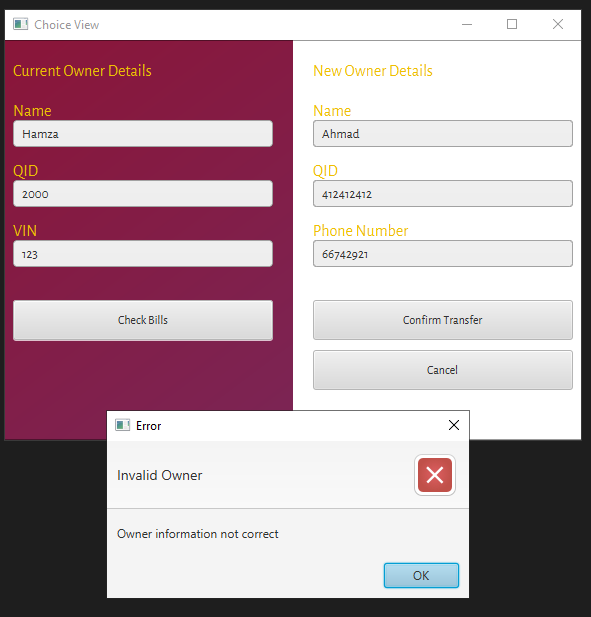 Choice View
Current Owner Details
Name
Hamza
QID
2000
VIN
123
Check Bills
New Owner Details
Name
Ahmad
QID
412412412
Phone Number
66742921
Confirm Transfer
Cancel
Error
Invalid Owner
Owner information not correct
OK